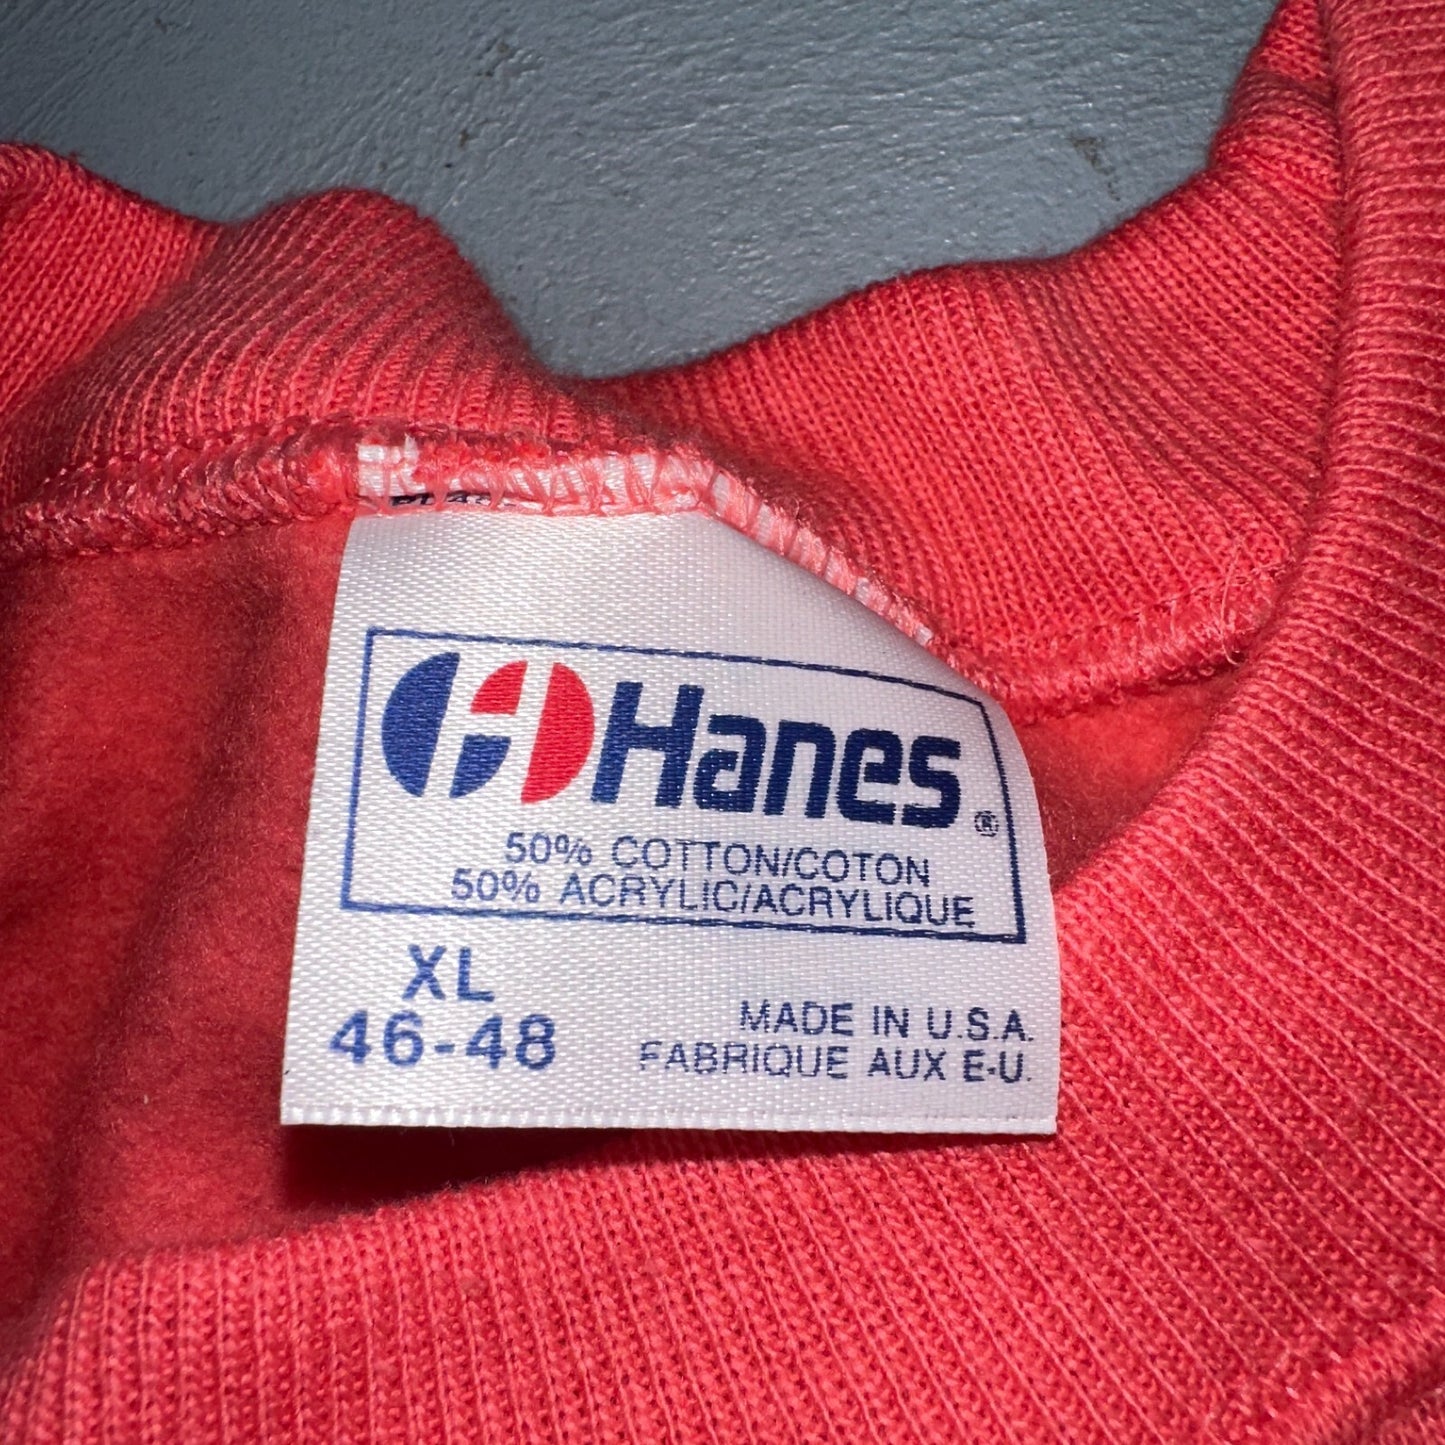 Hanes®
50% COTTON/COTON
50% ACRYLIC/ACRYLIQUE
XL
46-48
MADE IN U.S.A.
FABRIQUE AUX E-U.